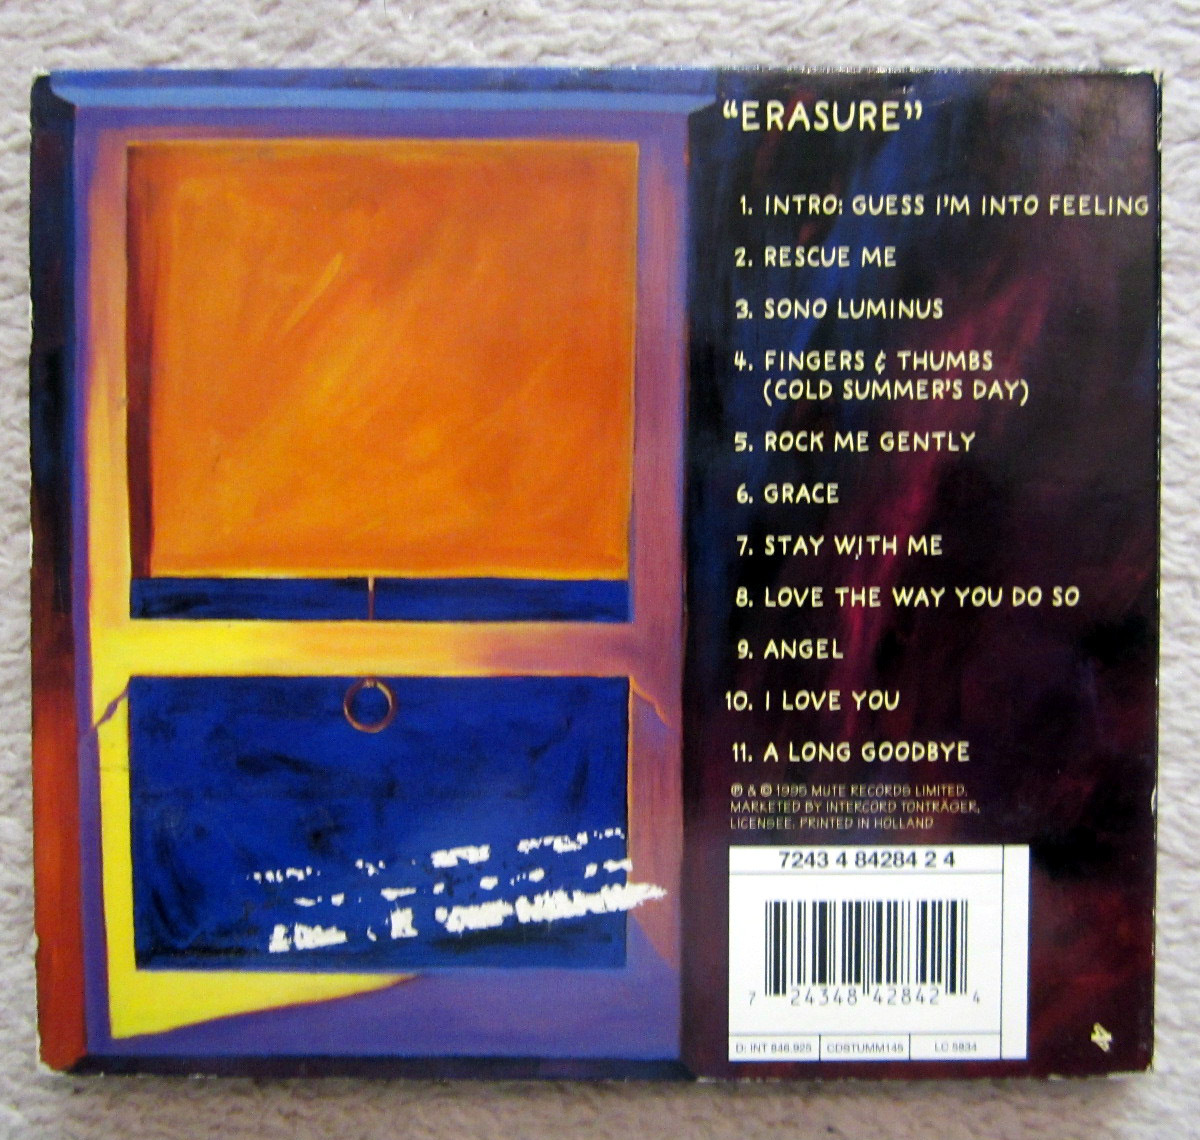 “ERASURE”
1. INTRO: GUESS I'M INTO FEELING
2. RESCUE ME
3. SONO LUMINUS
4. FINGERS & THUMBS
(COLD SUMMER'S DAY)
5. ROCK ME GENTLY
6. GRACE
7. STAY WITH ME
8. LOVE THE WAY YOU DO SO
9. ANGEL
10. I LOVE YOU
11. A LONG GOODBYE
℗ & © 1995 MUTE RECORDS LIMITED.
MARKETED BY INTERCORD TONTRÄGER,
LICENSEE. PRINTED IN HOLLAND
7243 4 84284 2 4
7 24348 42842 4
D: INT 846.925 CDSTUMM145 LC 5834